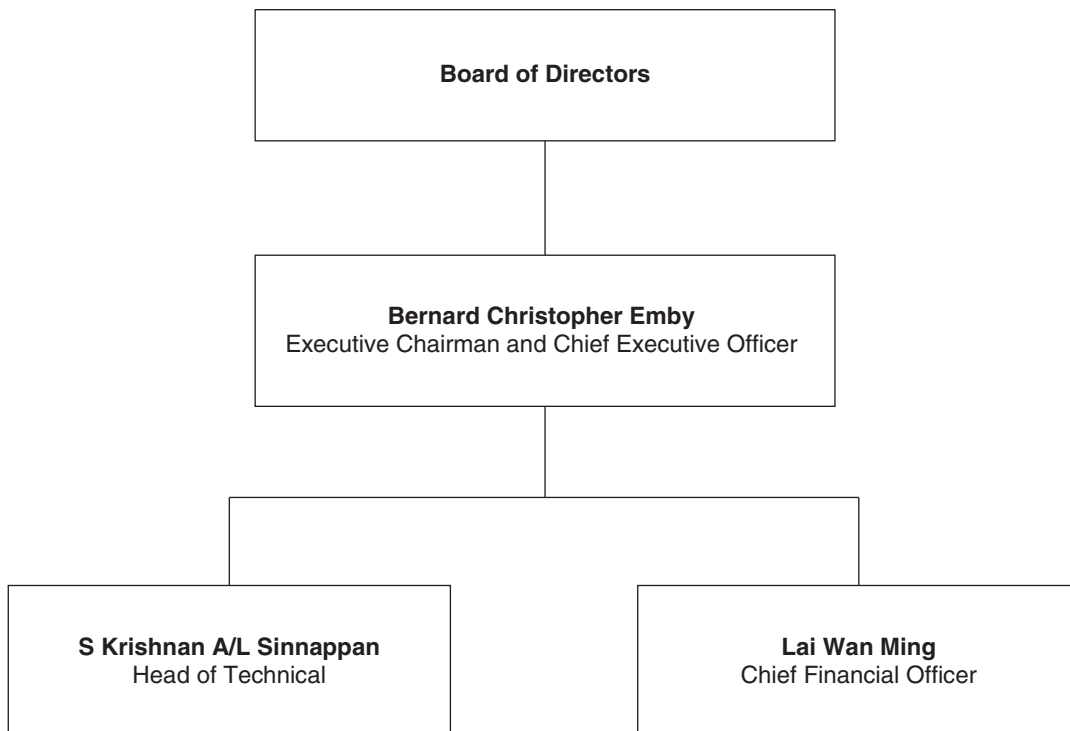 Board of Directors
Bernard Christopher Emby
Executive Chairman and Chief Executive Officer
S Krishnan A/L Sinnappan
Head of Technical
Lai Wan Ming
Chief Financial Officer